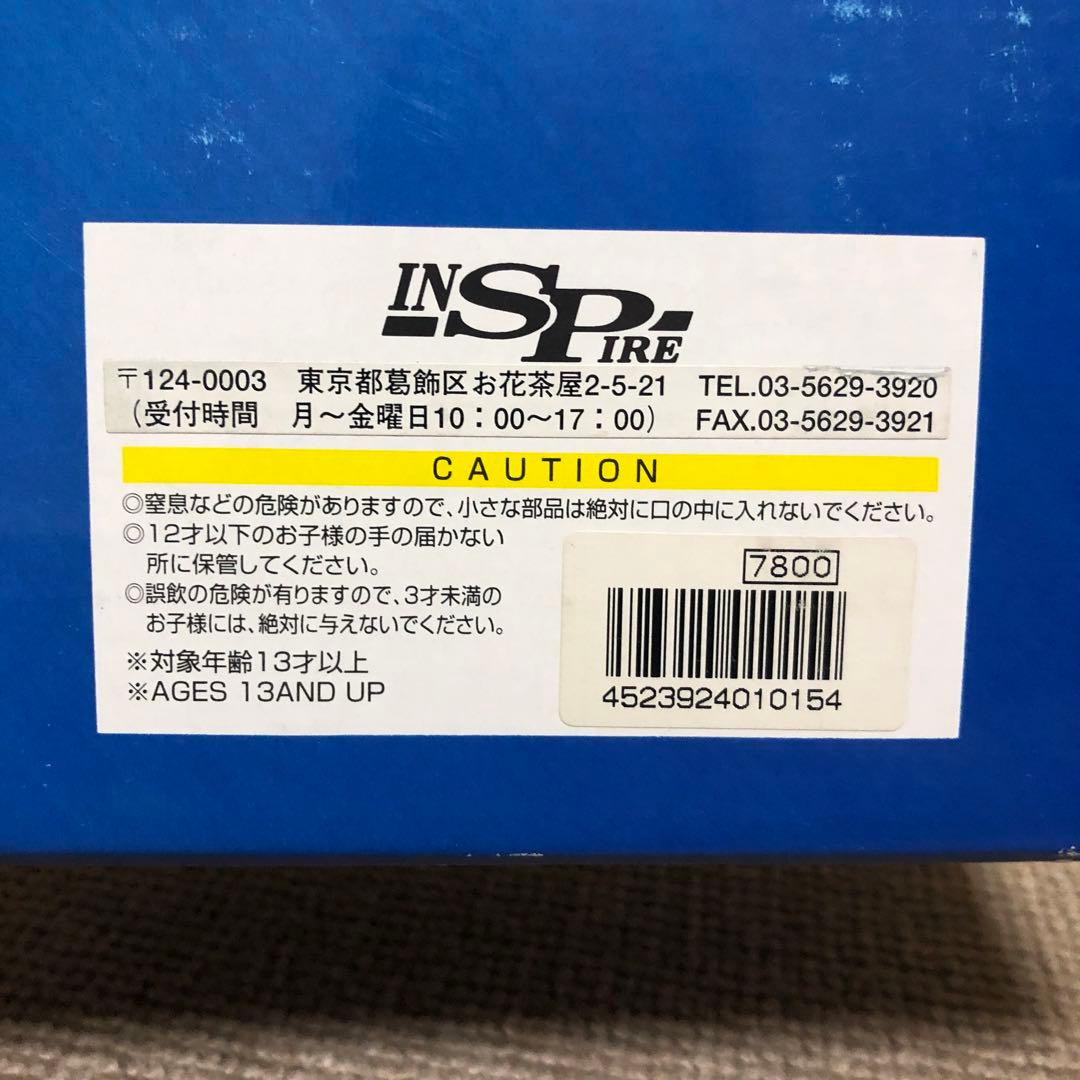 INSPIRE
〒124-0003 東京都葛飾区お花茶屋2-5-21 TEL.03-5629-3920
(受付時間 月～金曜日10：00～17：00) FAX.03-5629-3921
CAUTION
◎窒息などの危険がありますので、小さな部品は絶対に口の中に入れないでください。
◎12才以下のお子様の手の届かない
所に保管してください。
◎誤飲の危険が有りますので、3才未満の
お子様には、絶対に与えないでください。
※対象年齢13才以上
※AGES 13AND UP
7800
4523924010154